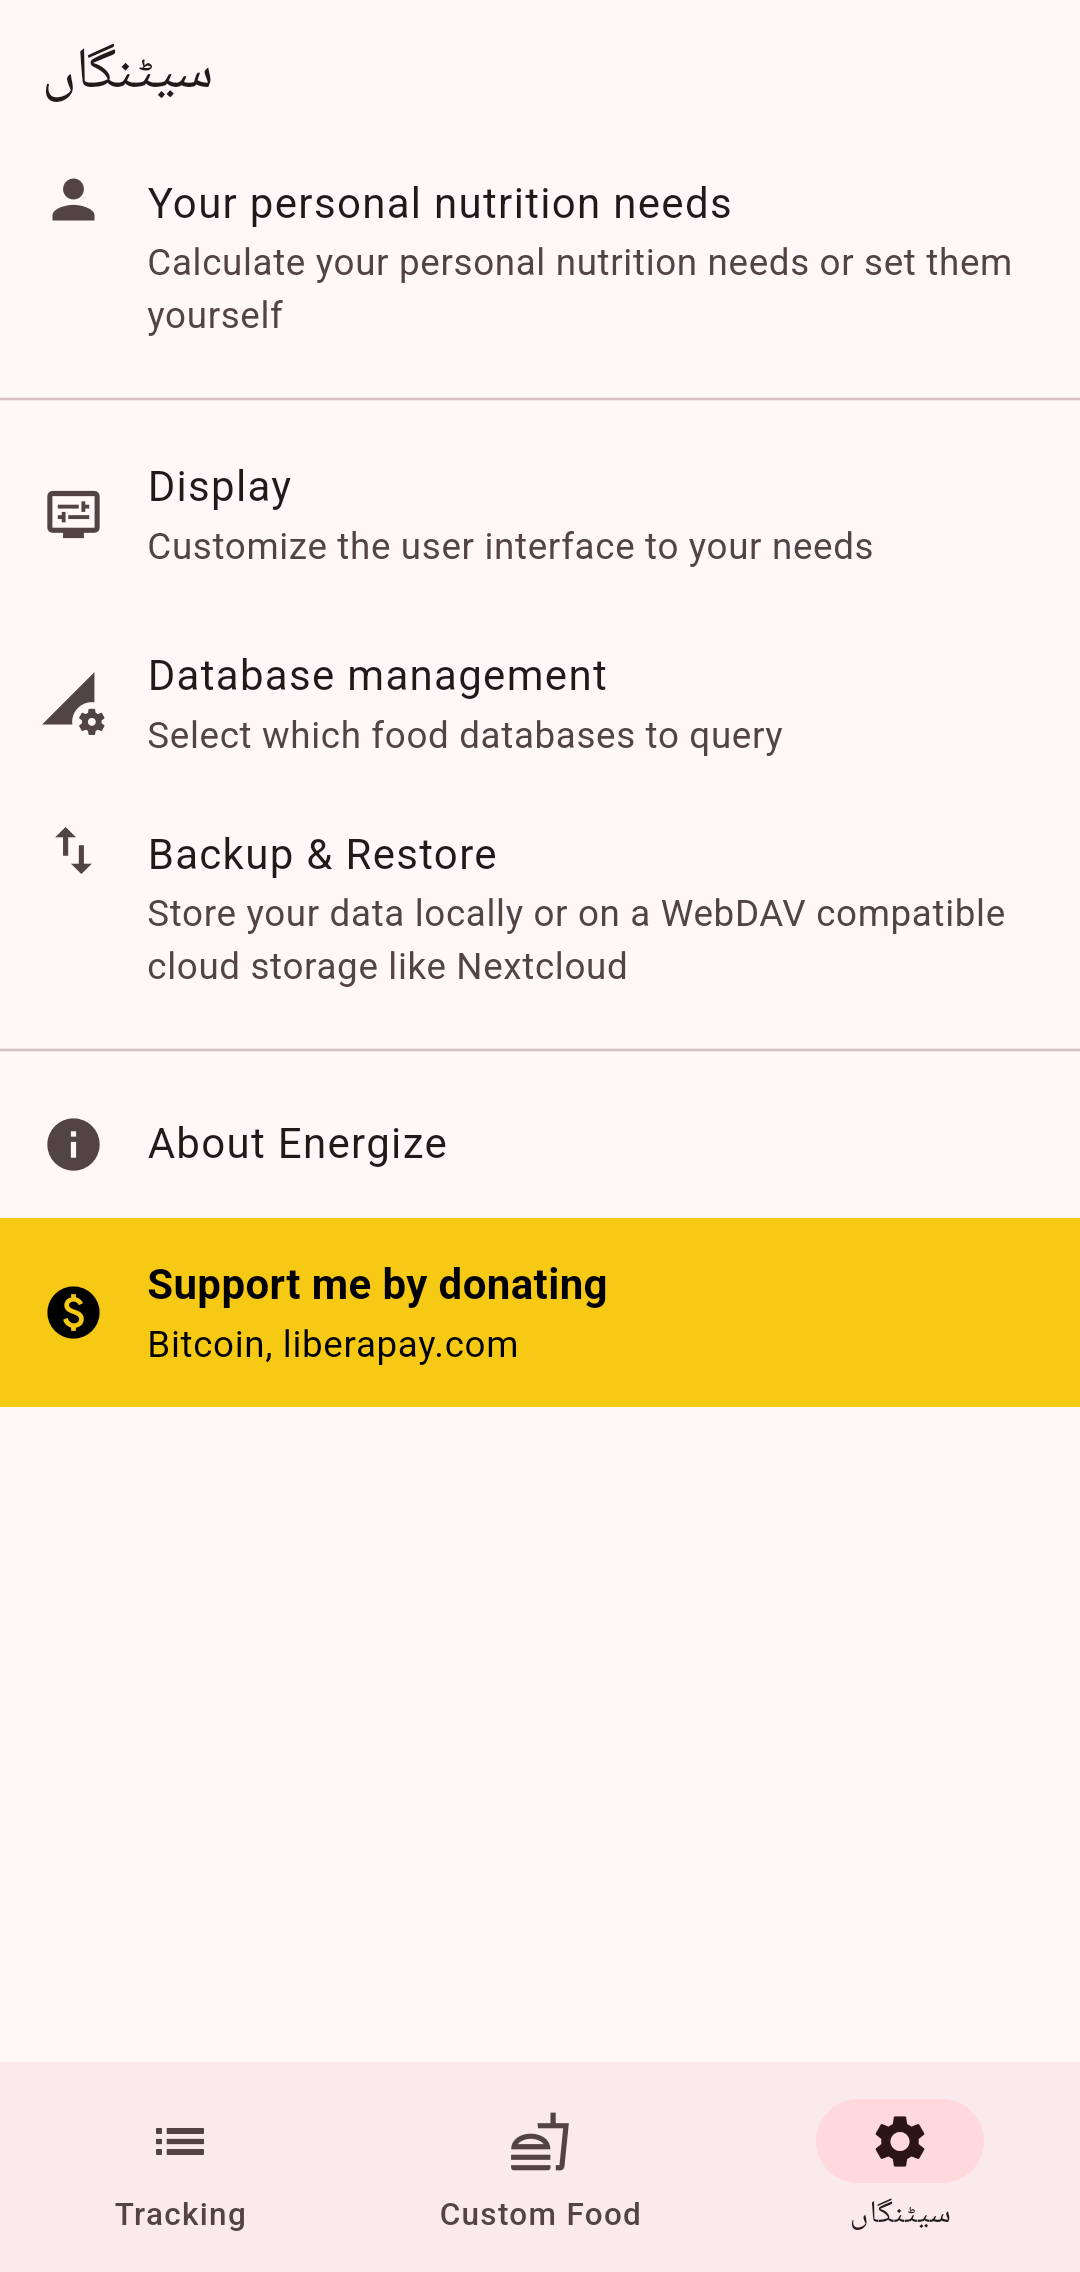 سیٹنگاں
Your personal nutrition needs
Calculate your personal nutrition needs or set them
yourself
Display
Customize the user interface to your needs
Database management
Select which food databases to query
Backup & Restore
Store your data locally or on a WebDAV compatible
cloud storage like Nextcloud
About Energize
Support me by donating
Bitcoin, liberapay.com
Tracking
Custom Food
سیٹنگاں